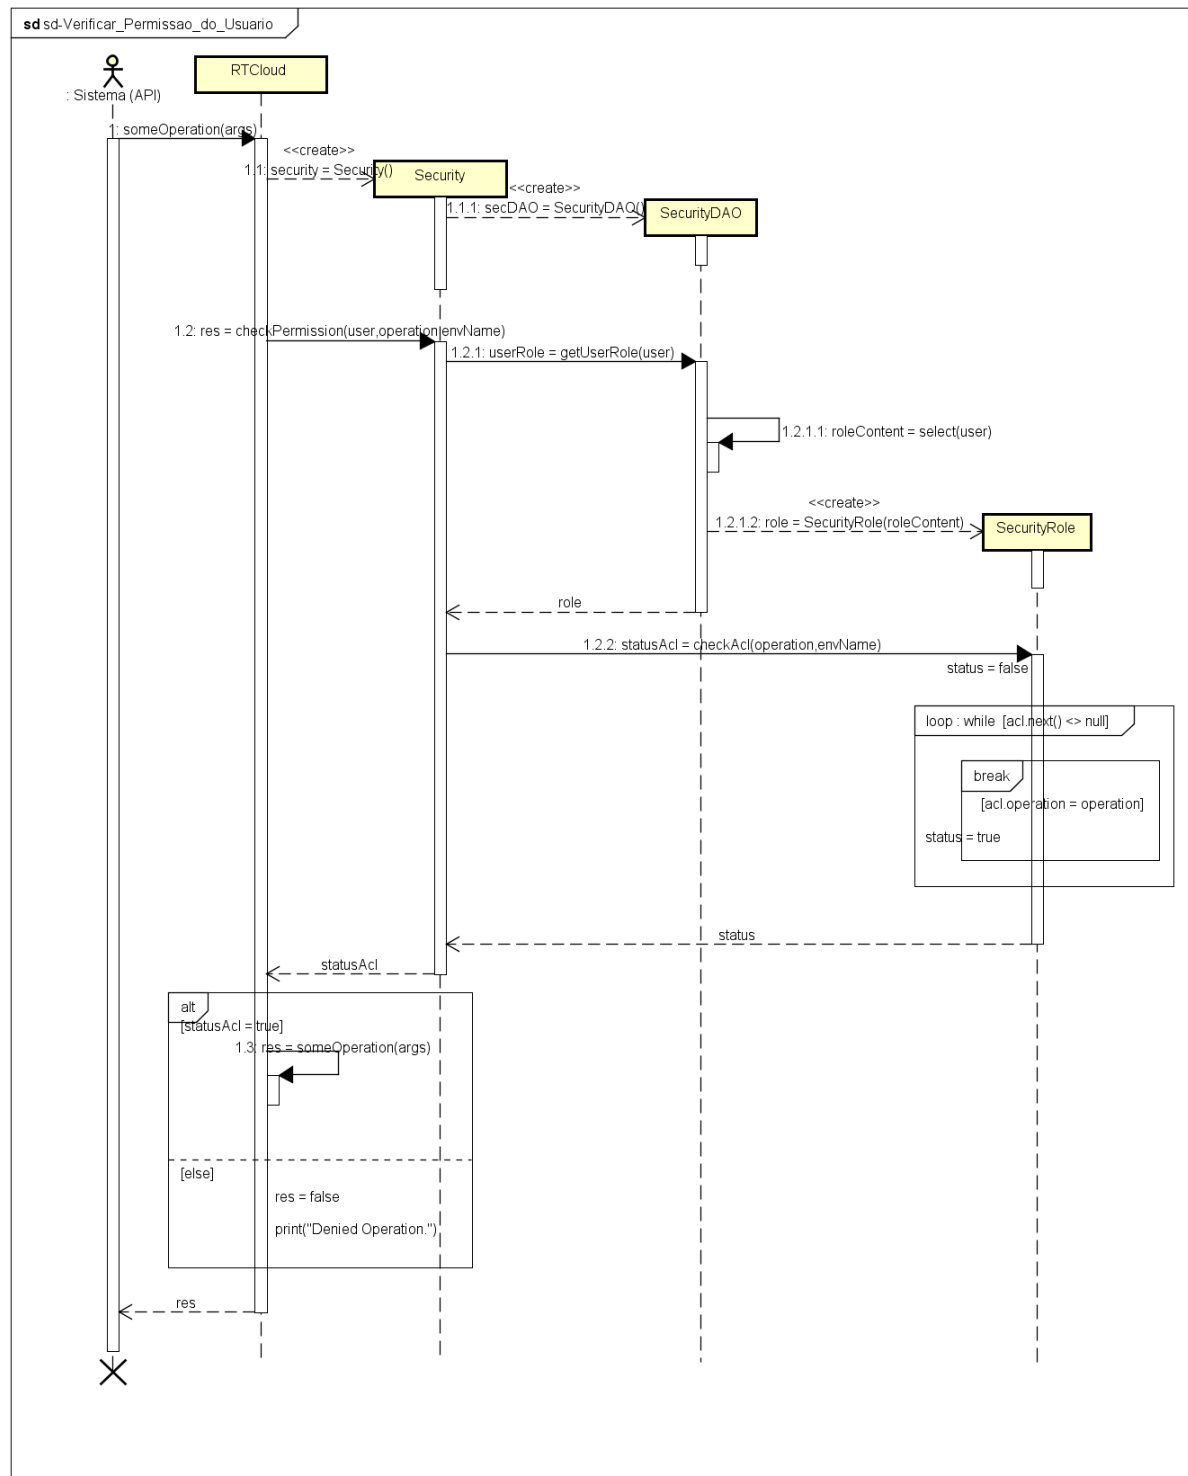 sd sd-Verificar_Permissao_do_Usuario
RTCloud
: Sistema (API)
1: someOperation(args)
<<create>>
1.1: security = Security()
Security
<<create>>
1.1.1: secDAO = SecurityDAO()
SecurityDAO
1.2: res = checkPermission(user,operation,envName)
1.2.1: userRole = getUserRole(user)
1.2.1.1: roleContent = select(user)
<<create>>
1.2.1.2: role = SecurityRole(roleContent)
SecurityRole
role
1.2.2: statusAcl = checkAcl(operation,envName)
status = false
loop : while [acl.next() <> null]
break
[acl.operation = operation]
status = true
status
statusAcl
alt
[statusAcl = true]
1.3: res = someOperation(args)
[else]
res = false
print("Denied Operation.")
res